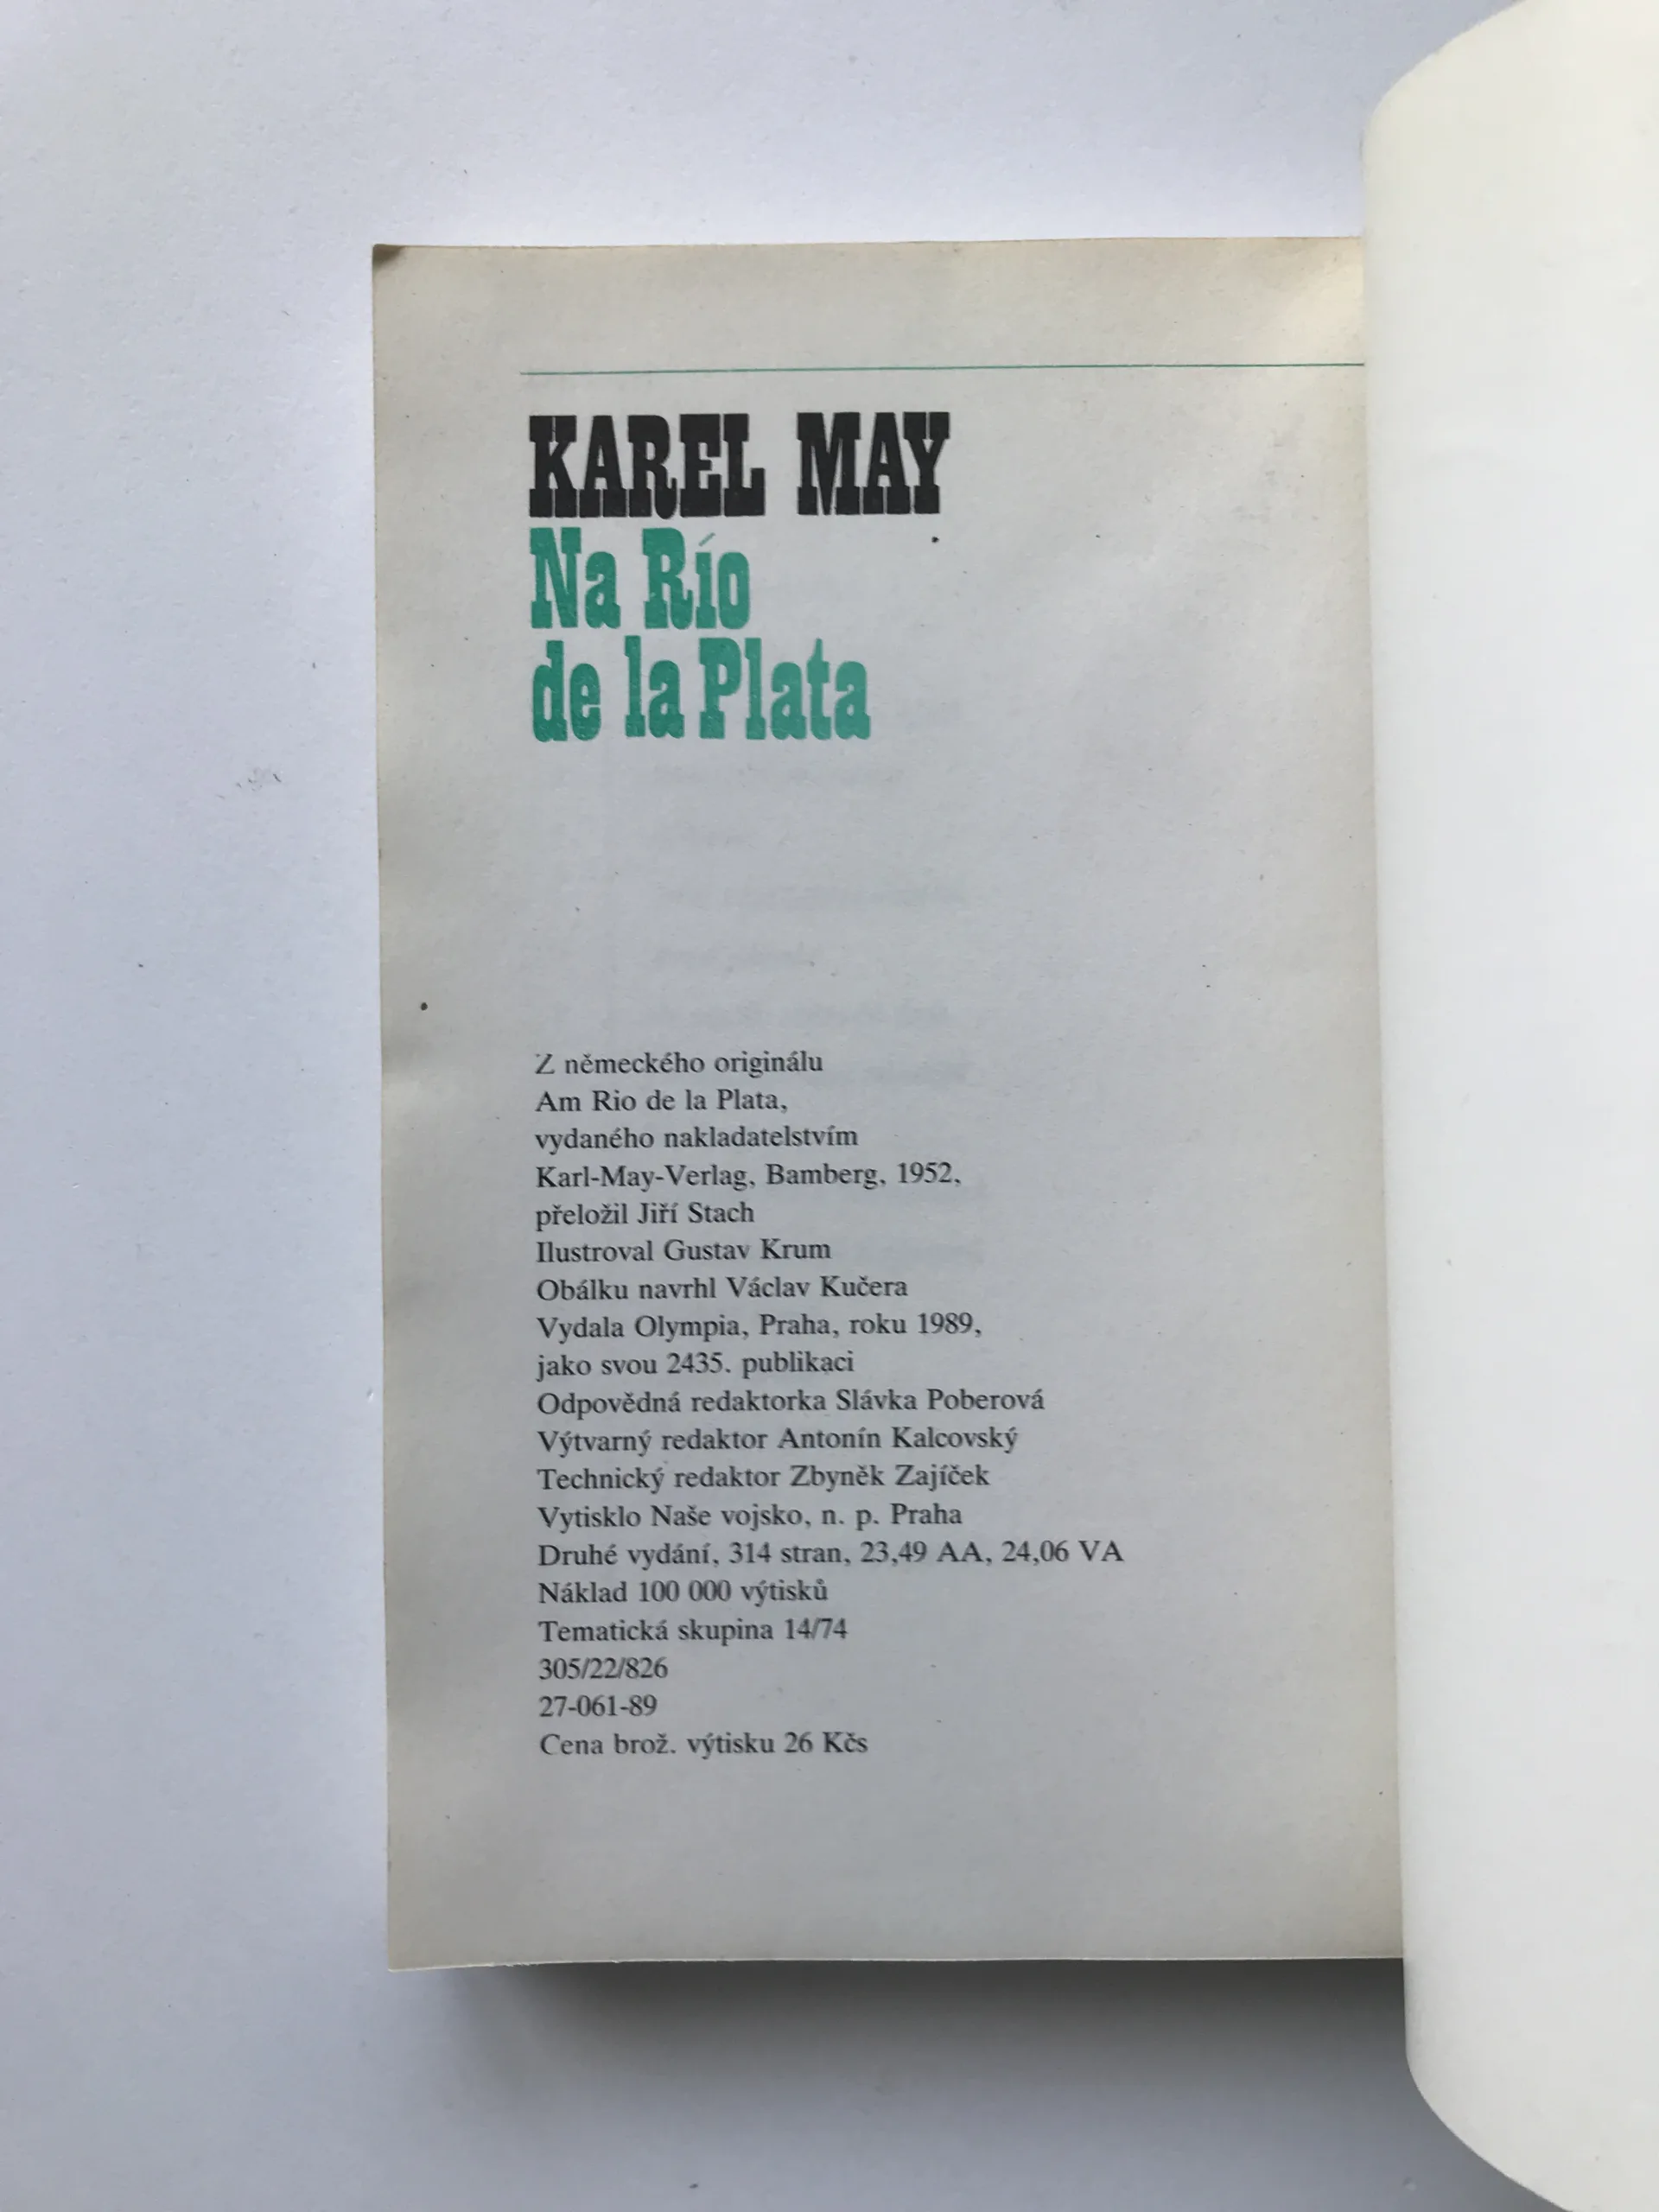 KAREL MAY
Na Río
de la Plata
Z německého originálu
Am Rio de la Plata,
vydaného nakladatelstvím
Karl-May-Verlag, Bamberg, 1952,
přeložil Jiří Stach
Ilustroval Gustav Krum
Obálku navrhl Václav Kučera
Vydala Olympia, Praha, roku 1989,
jako svou 2435. publikaci
Odpovědná redaktorka Slávka Poberová
Výtvarný redaktor Antonín Kalcovský
Technický redaktor Zbyněk Zajíček
Vytisklo Naše vojsko, n. p. Praha
Druhé vydání, 314 stran, 23,49 AA, 24,06 VA
Náklad 100 000 výtisků
Tematická skupina 14/74
305/22/826
27-061-89
Cena brož. výtisku 26 Kčs